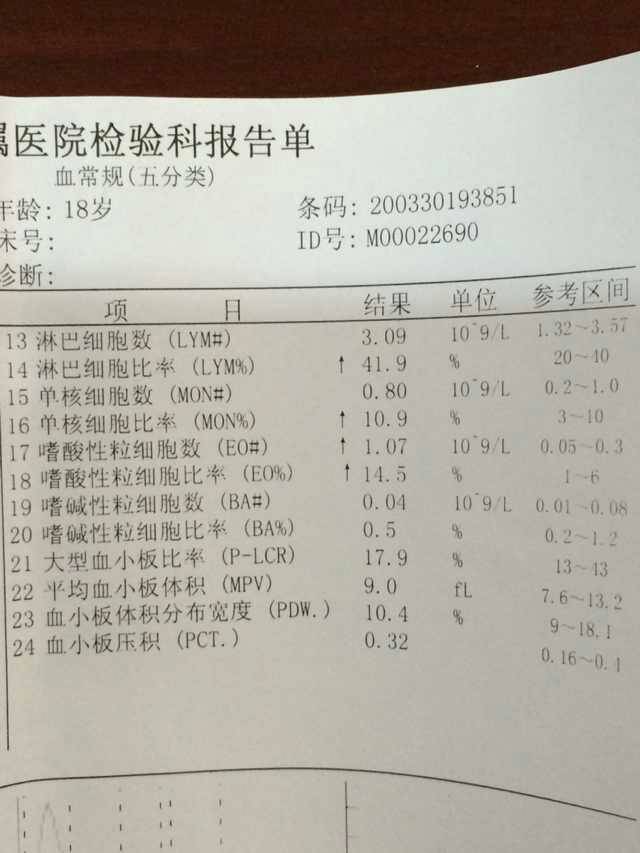 属医院检验科报告单
血常规(五分类)
年龄: 18岁 条码: 200330193851
床号: ID号: M00022690
诊断:
项 目 结果 单位 参考区间
13 淋巴细胞数 (LYM#) 3.09 10^9/L 1.32~3.57
14 淋巴细胞比率 (LYM%) ↑ 41.9 % 20~40
15 单核细胞数 (MON#) 0.80 10^9/L 0.2~1.0
16 单核细胞比率 (MON%) ↑ 10.9 % 3~10
17 嗜酸性粒细胞数 (EO#) ↑ 1.07 10^9/L 0.05~0.3
18 嗜酸性粒细胞比率 (EO%) ↑ 14.5 % 1~6
19 嗜碱性粒细胞数 (BA#) 0.04 10^9/L 0.01~0.08
20 嗜碱性粒细胞比率 (BA%) 0.5 % 0.2~1.2
21 大型血小板比率 (P-LCR) 17.9 % 13~43
22 平均血小板体积 (MPV) 9.0 fL 7.6~13.2
23 血小板体积分布宽度 (PDW.) 10.4 % 9~18.1
24 血小板压积 (PCT.) 0.32 0.16~0.4